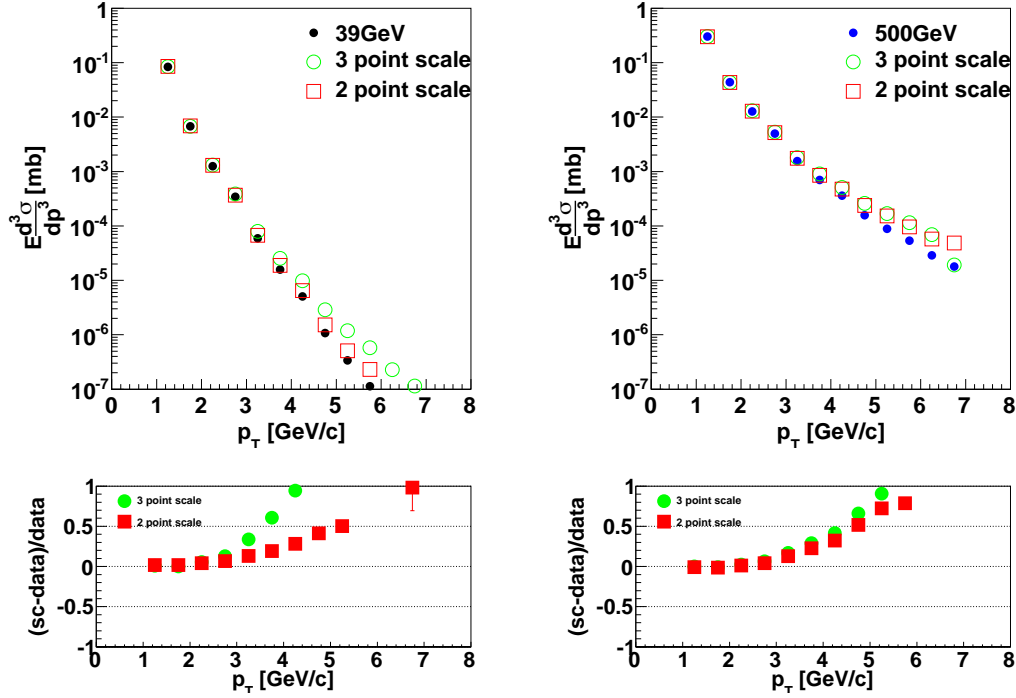 1
10^-1
10^-2
10^-3
10^-4
10^-5
10^-6
10^-7
E d^3σ/dp^3 [mb]
39GeV
3 point scale
2 point scale
0 1 2 3 4 5 6 7 8
p_T [GeV/c]
1
10^-1
10^-2
10^-3
10^-4
10^-5
10^-6
10^-7
E d^3σ/dp^3 [mb]
500GeV
3 point scale
2 point scale
0 1 2 3 4 5 6 7 8
p_T [GeV/c]
1
0.5
0
-0.5
-1
(sc-data)/data
3 point scale
2 point scale
0 1 2 3 4 5 6 7 8
p_T [GeV/c]
1
0.5
0
-0.5
-1
(sc-data)/data
3 point scale
2 point scale
0 1 2 3 4 5 6 7 8
p_T [GeV/c]